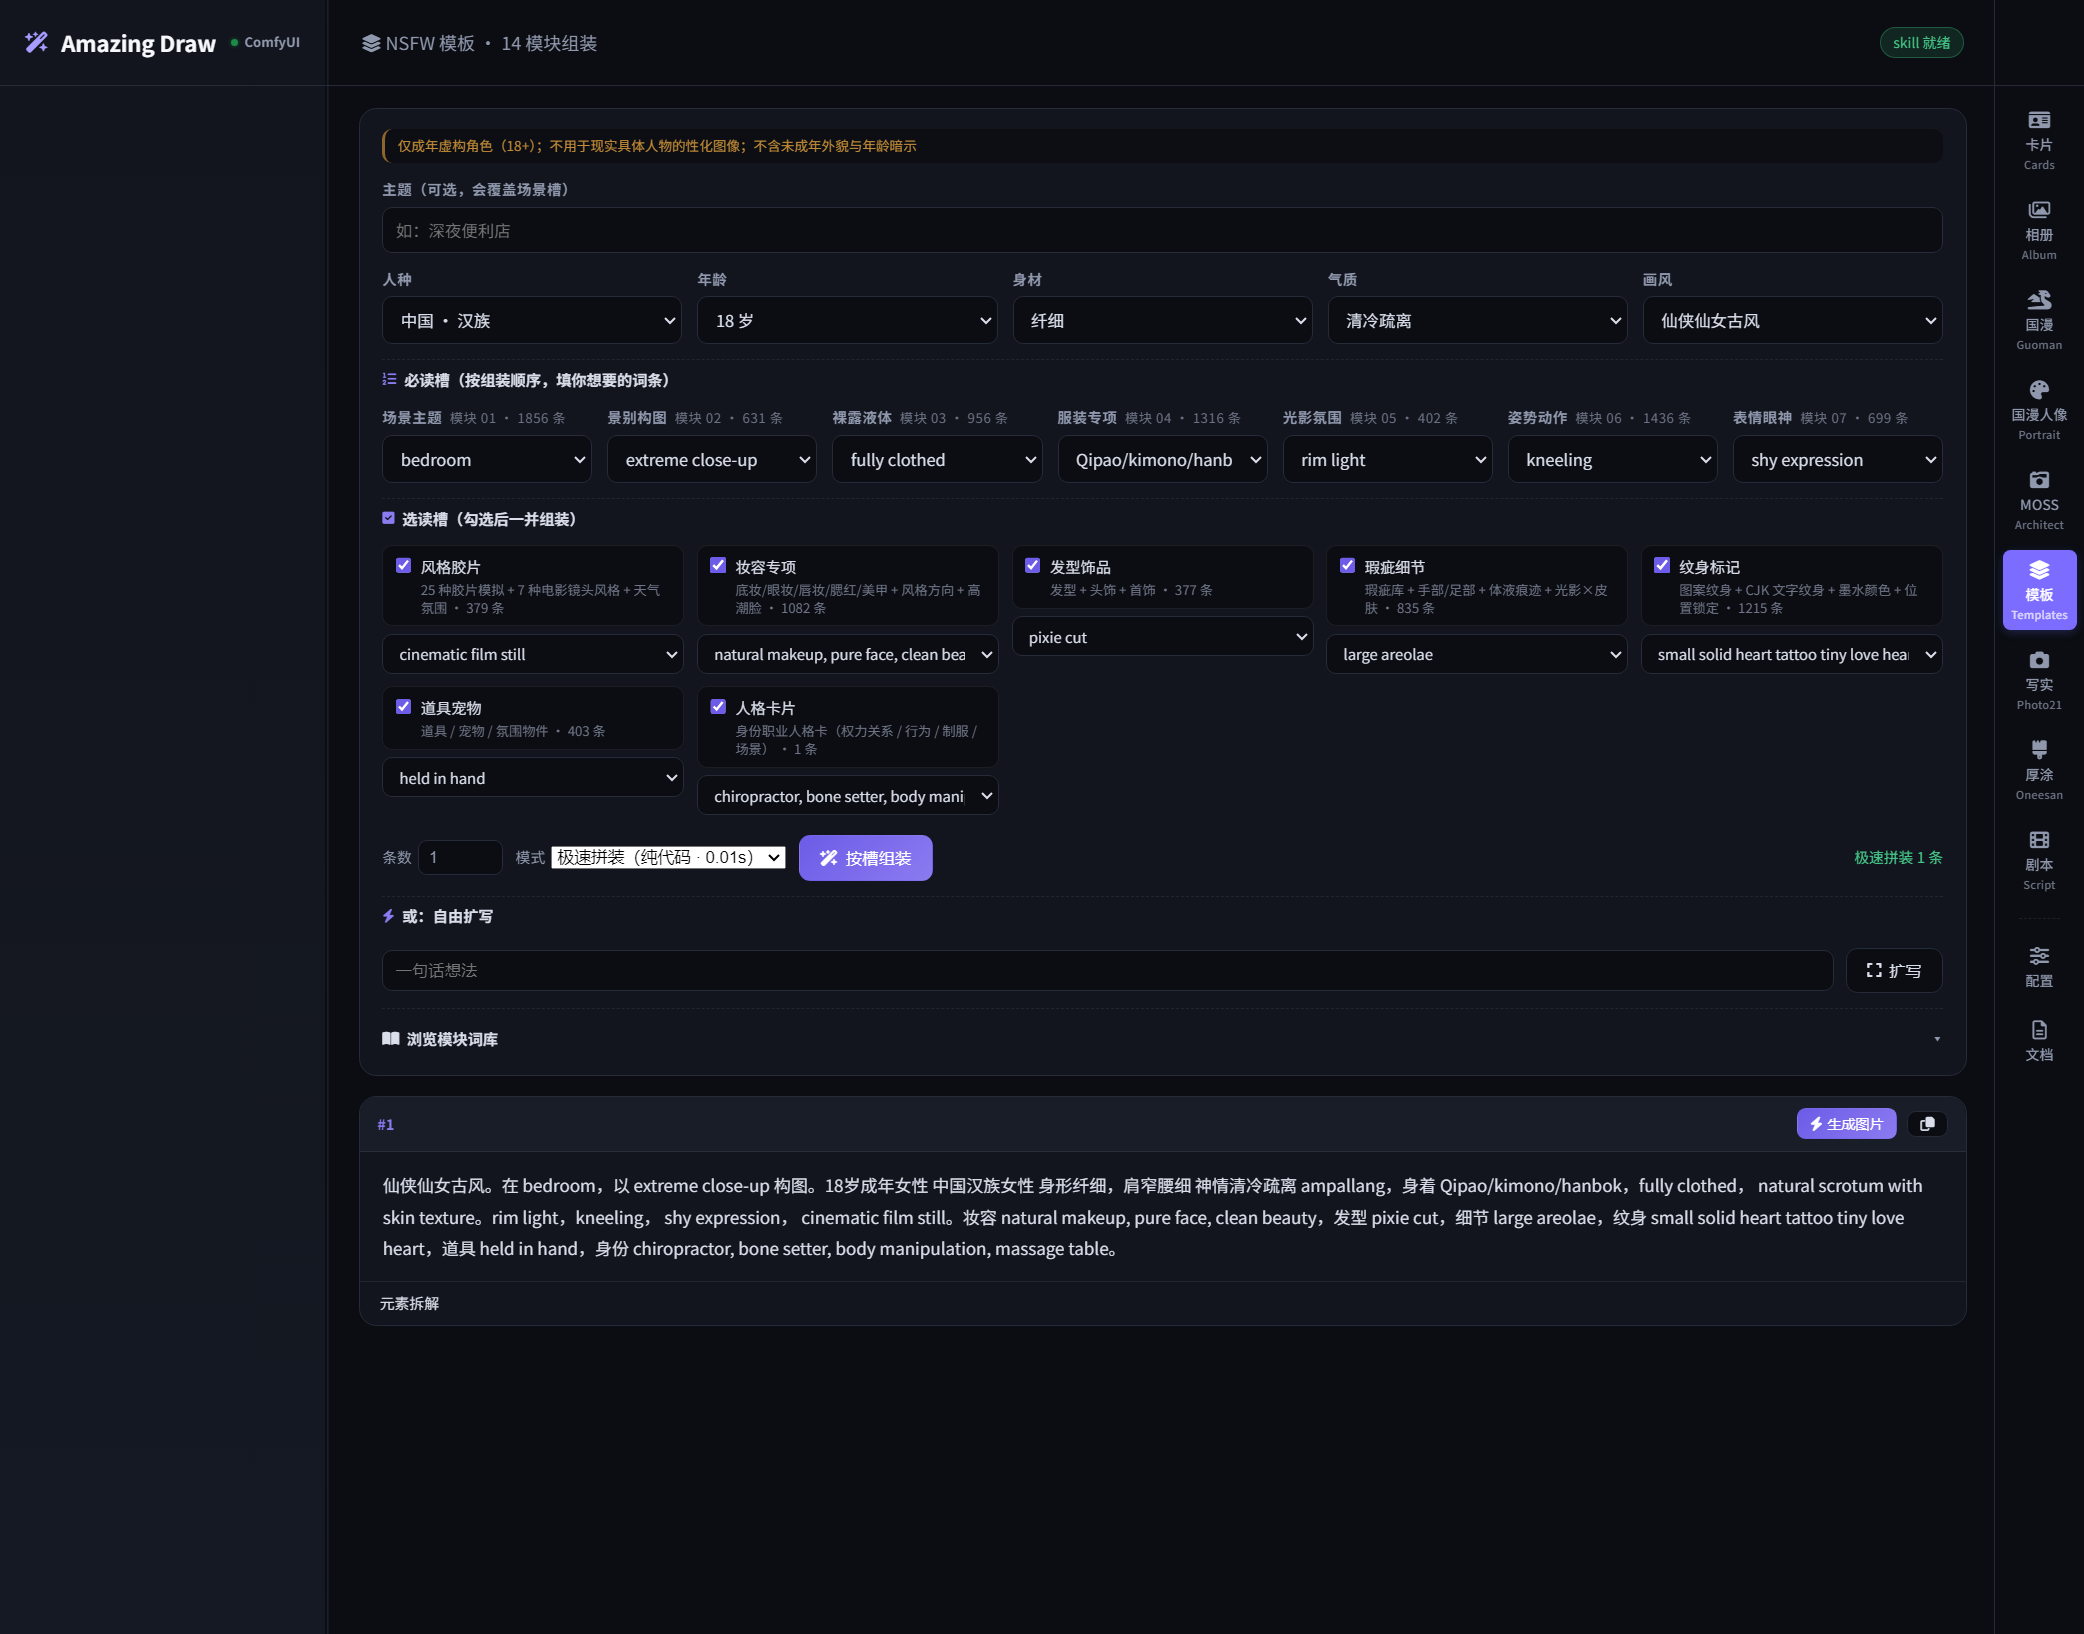 Amazing Draw
ComfyUI
NSFW 模板 · 14 模块组装
skill 就绪
仅成年虚构角色（18+）；不用于现实具体人物的性化图像；不含未成年外貌与年龄暗示
主题（可选，会覆盖场景槽）
如：深夜便利店
人种
年龄
身材
气质
画风
中国 · 汉族
18 岁
纤细
清冷疏离
仙侠仙女古风
必读槽（按组装顺序，填你想要的词条）
场景主题 模块 01 · 1856 条
景别构图 模块 02 · 631 条
裸露液体 模块 03 · 956 条
服装专项 模块 04 · 1316 条
光影氛围 模块 05 · 402 条
姿势动作 模块 06 · 1436 条
表情眼神 模块 07 · 699 条
bedroom
extreme close-up
fully clothed
Qipao/kimono/hanb
rim light
kneeling
shy expression
选读槽（勾选后一并组装）
风格胶片
25 种胶片模拟 + 7 种电影镜头风格 + 天气
氛围 · 379 条
cinematic film still
妆容专项
底妆/眼妆/唇妆/腮红/美甲 + 风格方向 + 高
潮脸 · 1082 条
natural makeup, pure face, clean bea
发型饰品
发型 + 头饰 + 首饰 · 377 条
pixie cut
瑕疵细节
瑕疵库 + 手部/足部 + 体液痕迹 + 光影×皮
肤 · 835 条
large areolae
纹身标记
图案纹身 + CJK 文字纹身 + 墨水颜色 + 位
置锁定 · 1215 条
small solid heart tattoo tiny love hea
道具宠物
道具 / 宠物 / 氛围物件 · 403 条
held in hand
人格卡片
身份职业人格卡（权力关系 / 行为 / 制服 /
场景） · 1 条
chiropractor, bone setter, body mani
条数
1
模式
极速拼装（纯代码 · 0.01s）
按槽组装
极速拼装 1 条
或：自由扩写
一句话想法
扩写
浏览模块词库
#1
生成图片
仙侠仙女古风。在 bedroom，以 extreme close-up 构图。18岁成年女性 中国汉族女性 身形纤细，肩窄腰细 神情清冷疏离 ampallang，身着 Qipao/kimono/hanbok，fully clothed， natural scrotum with
skin texture。rim light，kneeling， shy expression， cinematic film still。妆容 natural makeup, pure face, clean beauty，发型 pixie cut，细节 large areolae，纹身 small solid heart tattoo tiny love
heart，道具 held in hand，身份 chiropractor, bone setter, body manipulation, massage table。
元素拆解
卡片
Cards
相册
Album
国漫
Guoman
国漫人像
Portrait
MOSS
Architect
模板
Templates
写实
Photo21
厚涂
Oneesan
剧本
Script
配置
文档